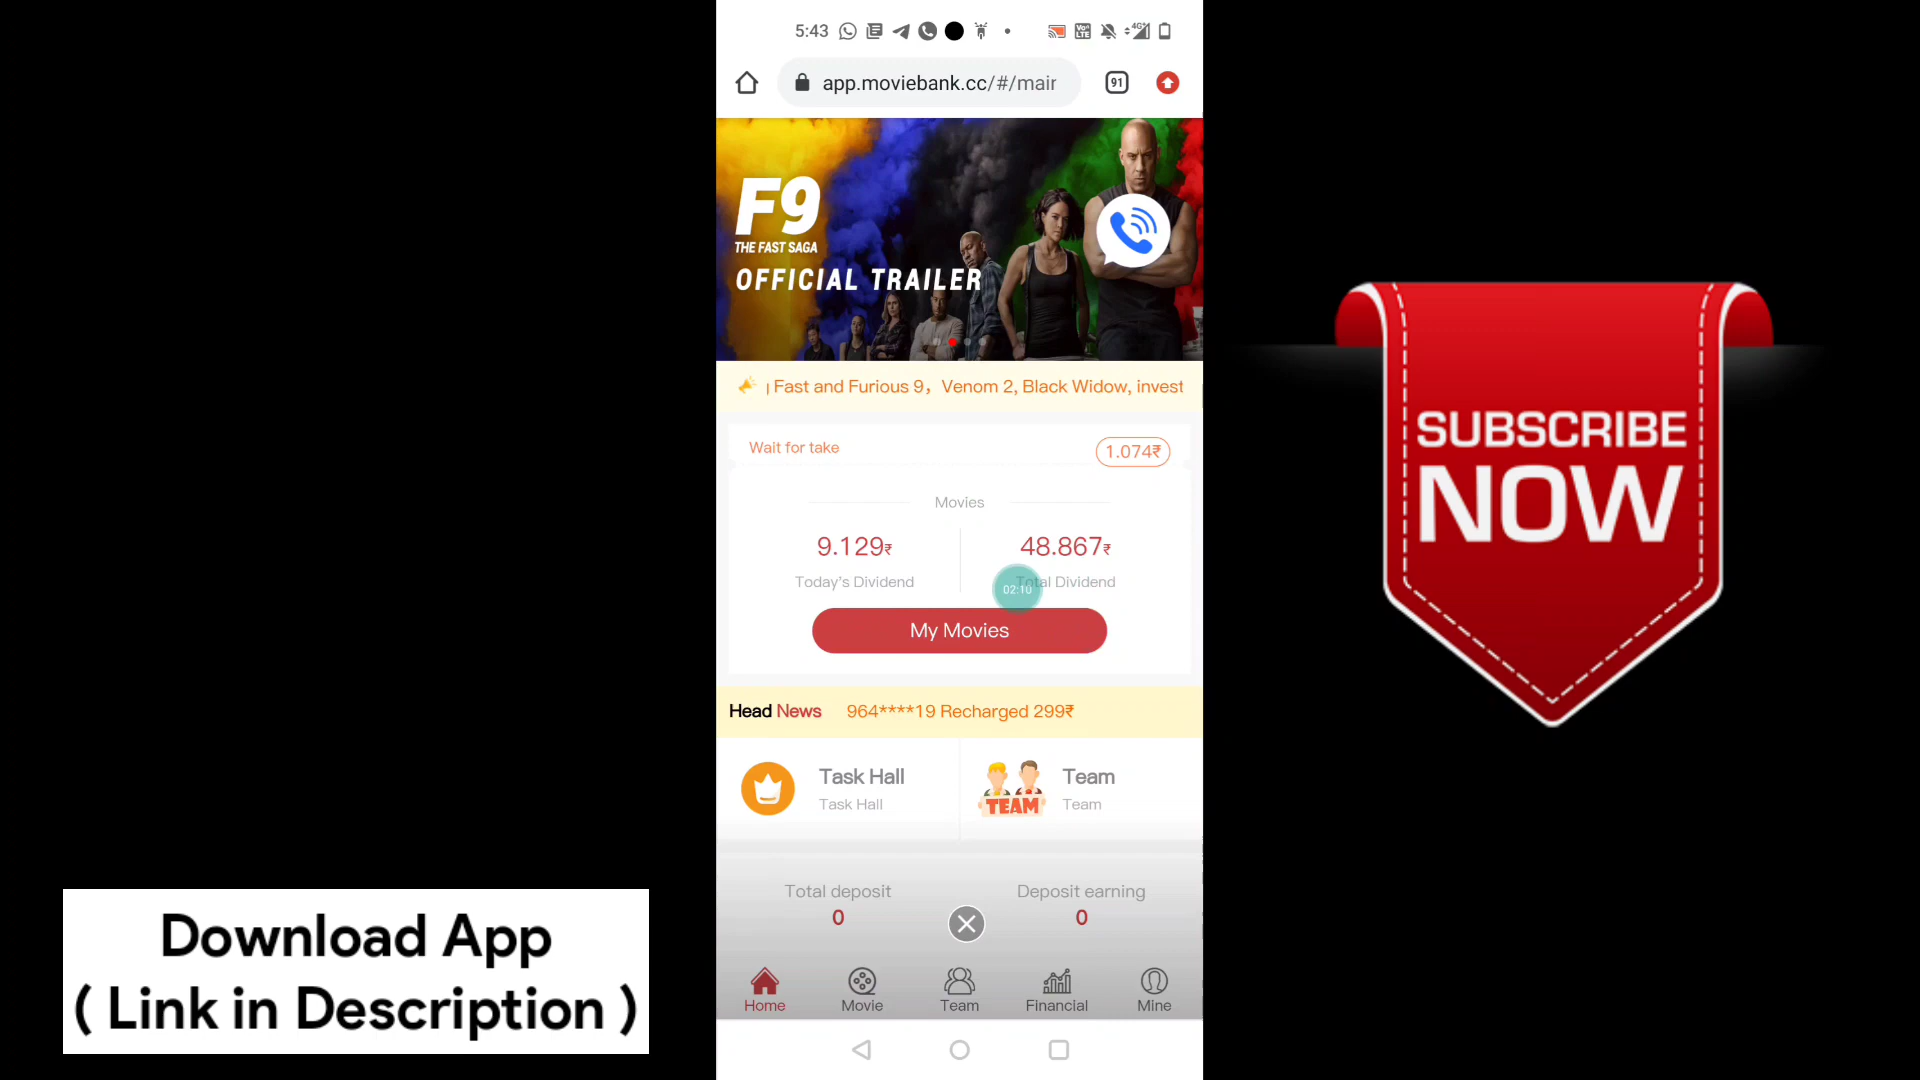 5:43
Vo LTE
4G+
app.moviebank.cc/#/mair
91
F9
THE FAST SAGA
OFFICIAL TRAILER
Fast and Furious 9，Venom 2, Black Widow, invest
Wait for take
1.074₹
Movies
9.129₹
48.867₹
Today's Dividend
Total Dividend
02:10
My Movies
Head News
964****19 Recharged 299₹
Task Hall
Task Hall
Team
Team
TEAM
Total deposit
0
Deposit earning
0
Home
Movie
Team
Financial
Mine
Download App
( Link in Description )
SUBSCRIBE
NOW